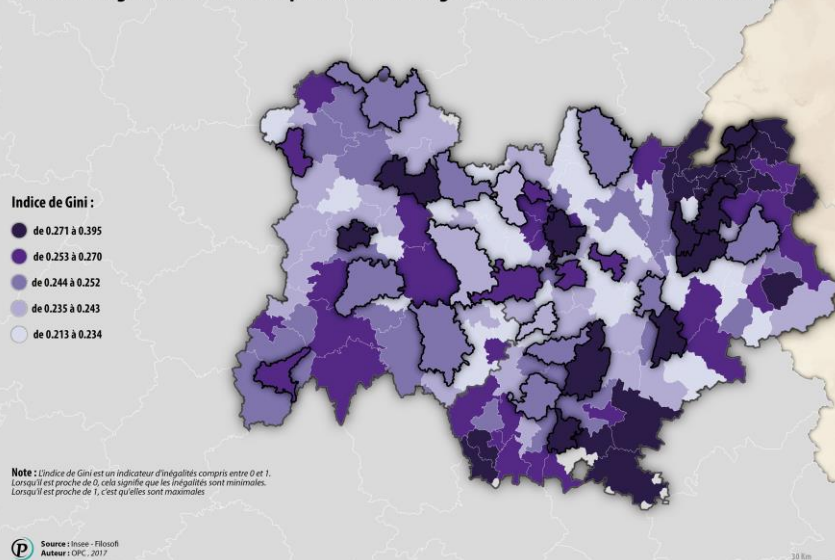 Indice de Gini :
de 0.271 à 0.395
de 0.253 à 0.270
de 0.244 à 0.252
de 0.235 à 0.243
de 0.213 à 0.234
Note : L'indice de Gini est un indicateur d'inégalités compris entre 0 et 1.
Lorsqu'il est proche de 0, cela signifie que les inégalités sont minimales.
Lorsqu'il est proche de 1, c'est qu'elles sont maximales
P
Source : Insee - Filosofi
Auteur : OPC, 2017
10 Km